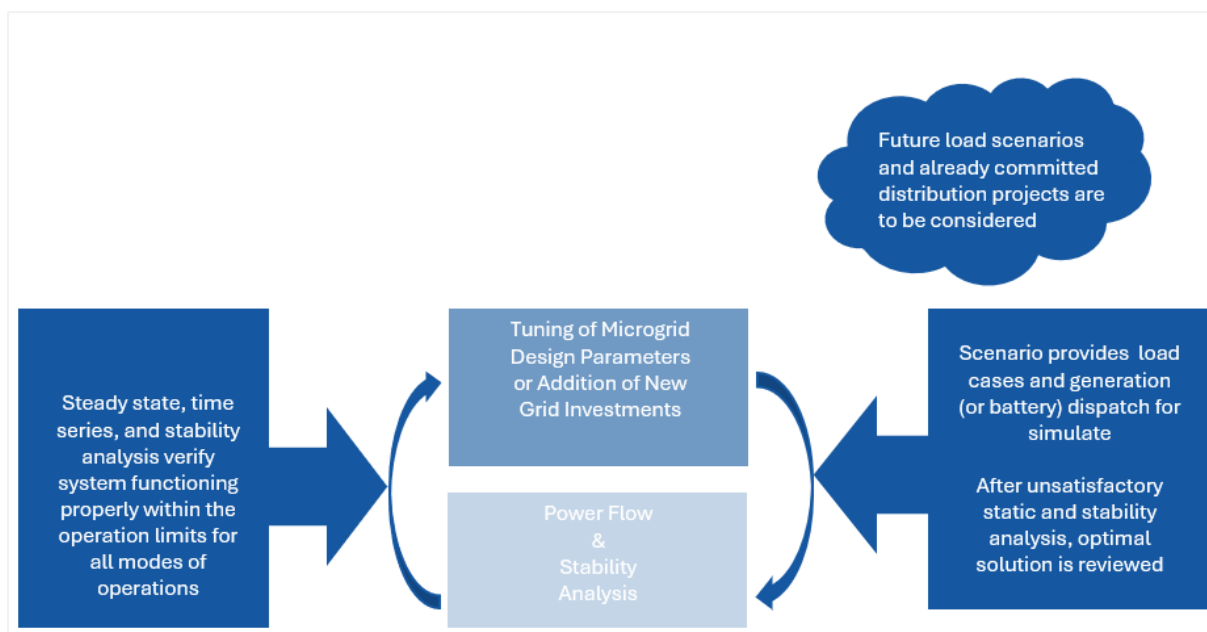 Future load scenarios
and already committed
distribution projects are
to be considered
Steady state, time
series, and stability
analysis verify
system functioning
properly within the
operation limits for
all modes of
operations
Tuning of Microgrid
Design Parameters
or Addition of New
Grid Investments
Power Flow
&
Stability
Analysis
Scenario provides load
cases and generation
(or battery) dispatch for
simulate
After unsatisfactory
static and stability
analysis, optimal
solution is reviewed